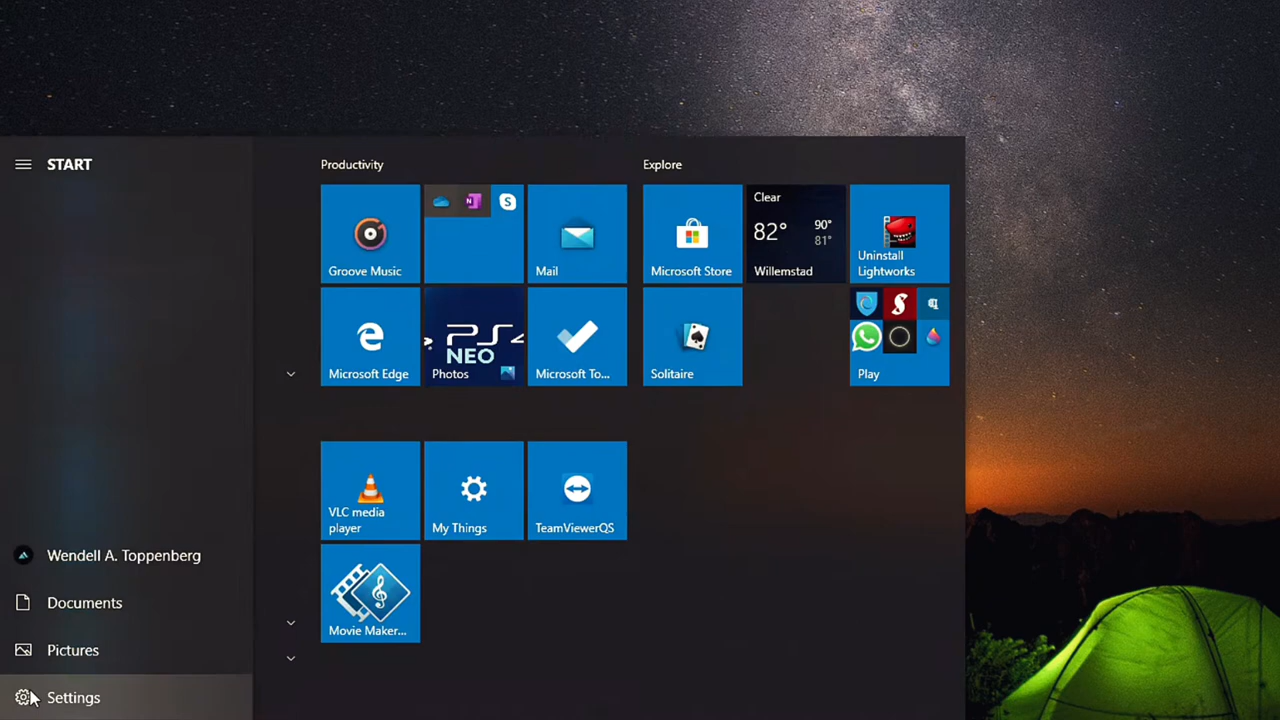 START
Productivity
Explore
Groove Music
Mail
Microsoft Store
Clear
82°
90°
81°
Willemstad
Uninstall
Lightworks
Microsoft Edge
PS4
NEO
Photos
Microsoft To...
Solitaire
Play
VLC media
player
My Things
TeamViewerQS
Movie Maker...
Wendell A. Toppenberg
Documents
Pictures
Settings